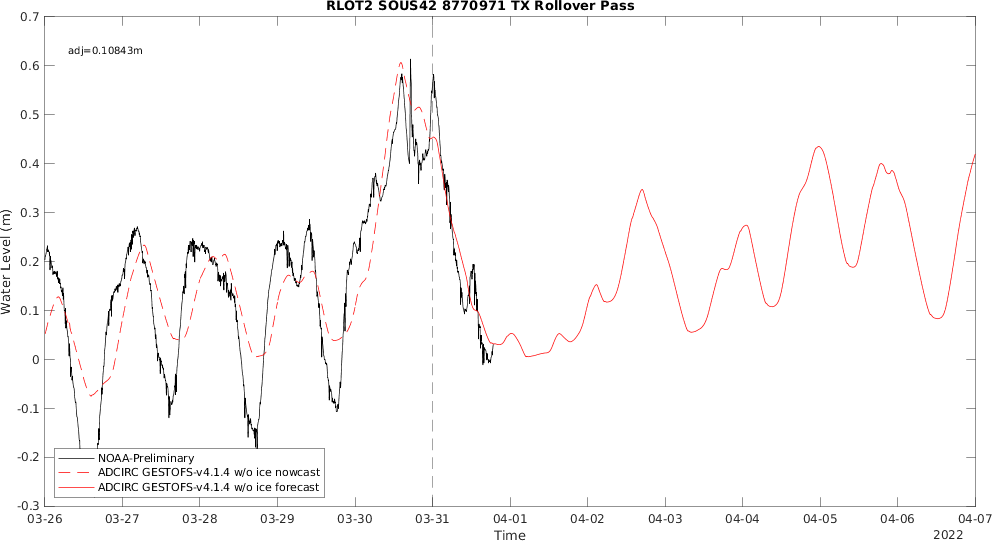 RLOT2 SOUS42 8770971 TX Rollover Pass
adj=0.10843m
Water Level (m)
0.7
0.6
0.5
0.4
0.3
0.2
0.1
0
-0.1
-0.2
-0.3
NOAA-Preliminary
ADCIRC GESTOFS-v4.1.4 w/o ice nowcast
ADCIRC GESTOFS-v4.1.4 w/o ice forecast
03-26 03-27 03-28 03-29 03-30 03-31 04-01 04-02 04-03 04-04 04-05 04-06 04-07
Time
2022